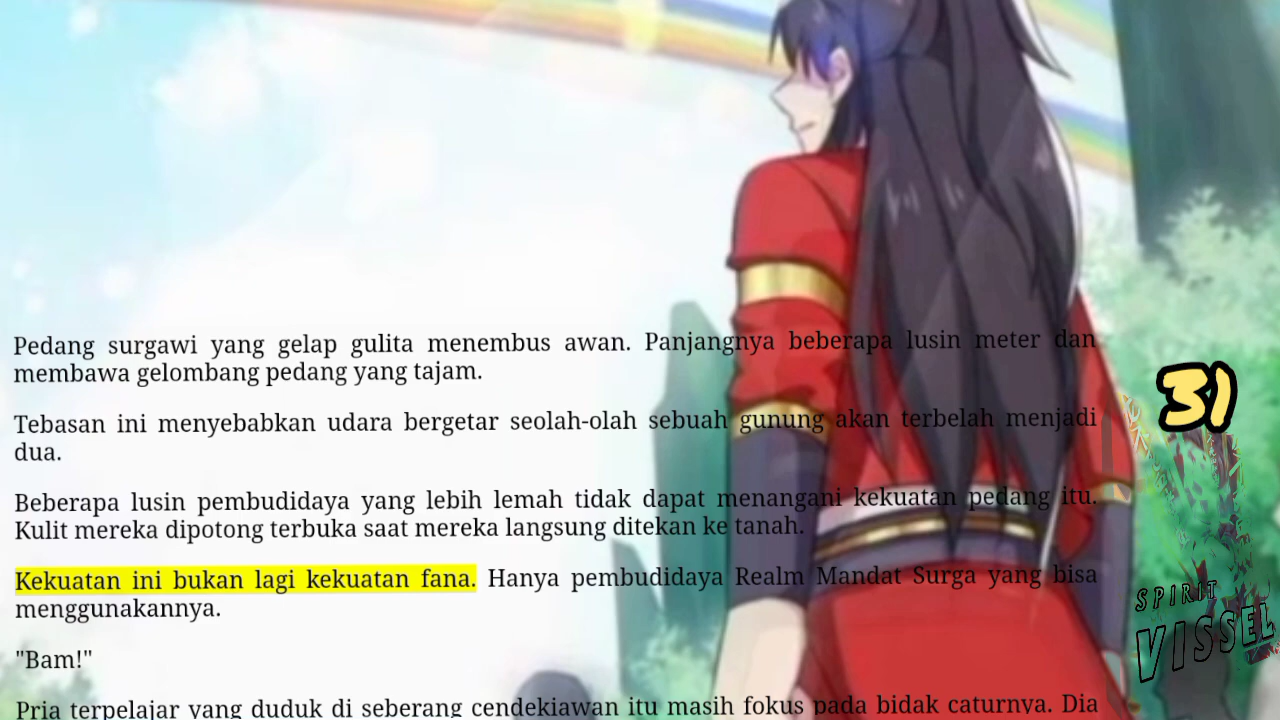 Pedang surgawi yang gelap gulita menembus awan. Panjangnya beberapa lusin meter dan
membawa gelombang pedang yang tajam.
Tebasan ini menyebabkan udara bergetar seolah-olah sebuah gunung akan terbelah menjadi
dua.
Beberapa lusin pembudidaya yang lebih lemah tidak dapat menangani kekuatan pedang itu.
Kulit mereka dipotong terbuka saat mereka langsung ditekan ke tanah.
Kekuatan ini bukan lagi kekuatan fana. Hanya pembudidaya Realm Mandat Surga yang bisa
menggunakannya.
"Bam!"
Pria terpelajar yang duduk di seberang cendekiawan itu masih fokus pada bidak caturnya. Dia
31
SPIRIT
VISSEL